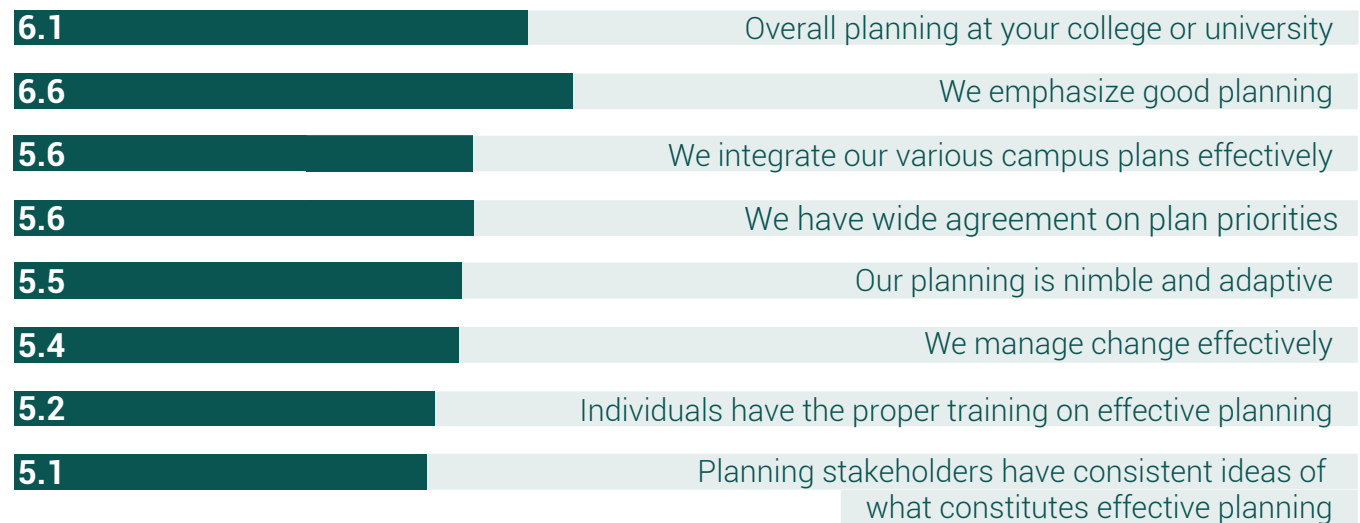 6.1 Overall planning at your college or university
6.6 We emphasize good planning
5.6 We integrate our various campus plans effectively
5.6 We have wide agreement on plan priorities
5.5 Our planning is nimble and adaptive
5.4 We manage change effectively
5.2 Individuals have the proper training on effective planning
5.1 Planning stakeholders have consistent ideas of
what constitutes effective planning